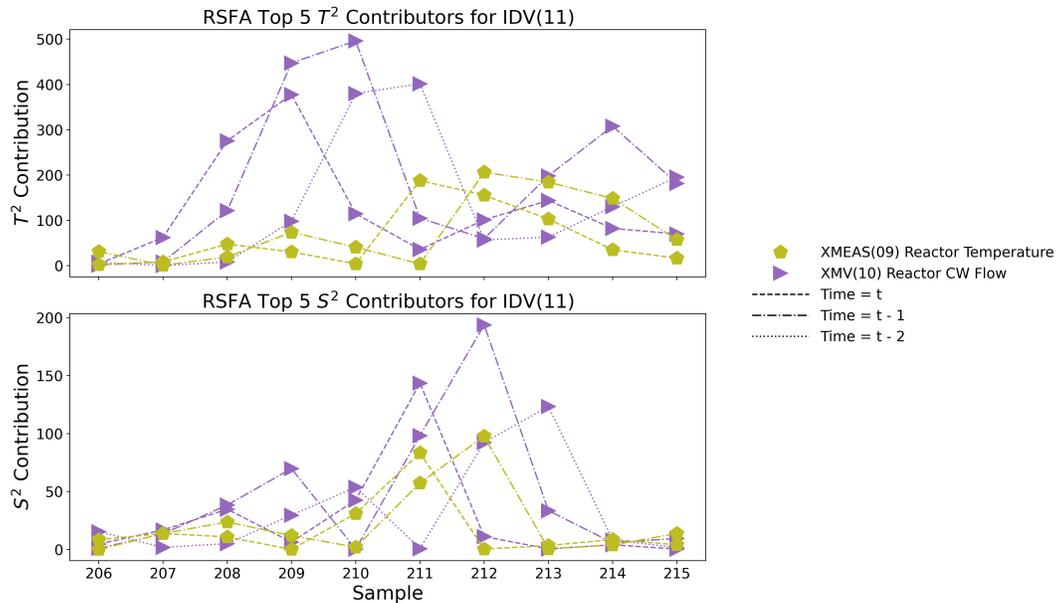 RSFA Top 5 T² Contributors for IDV(11)
500
400
300
200
100
0
T² Contribution
RSFA Top 5 S² Contributors for IDV(11)
200
150
100
50
0
S² Contribution
206 207 208 209 210 211 212 213 214 215
Sample
XMEAS(09) Reactor Temperature
XMV(10) Reactor CW Flow
Time = t
Time = t - 1
Time = t - 2